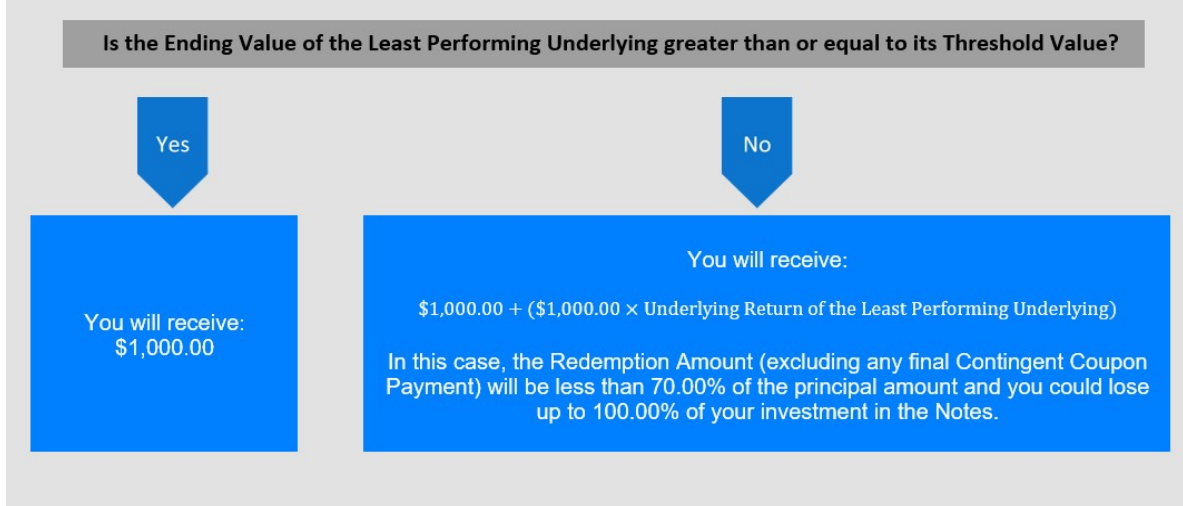 Is the Ending Value of the Least Performing Underlying greater than or equal to its Threshold Value?
Yes
No
You will receive:
$1,000.00
You will receive:
$1,000.00 + ($1,000.00 × Underlying Return of the Least Performing Underlying)
In this case, the Redemption Amount (excluding any final Contingent Coupon
Payment) will be less than 70.00% of the principal amount and you could lose
up to 100.00% of your investment in the Notes.